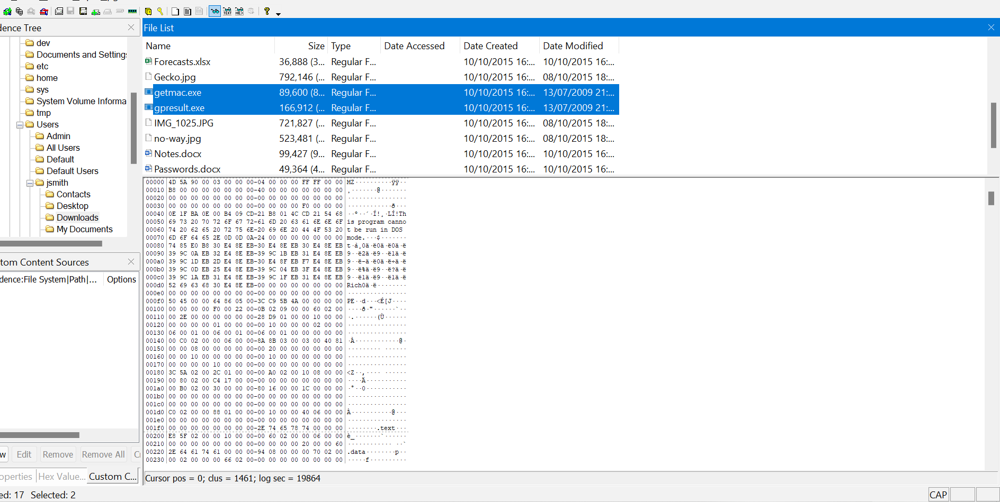 dence Tree
dev
Documents and Setting
etc
home
sys
System Volume Informa
tmp
Users
Admin
All Users
Default
Default Users
jsmith
Contacts
Desktop
Downloads
My Documents
tom Content Sources
dence:File System|Path|... Options
w Edit Remove Remove All
operties Hex Value... Custom C...
File List
Name Size Type Date Accessed Date Created Date Modified
Forecasts.xlsx 36,888 (3... Regular F... 10/10/2015 16:... 10/10/2015 16:...
Gecko.jpg 792,146 (... Regular F... 10/10/2015 16:... 08/10/2015 18:...
getmac.exe 89,600 (8... Regular F... 10/10/2015 16:... 13/07/2009 21:...
gpresult.exe 166,912 (... Regular F... 10/10/2015 16:... 13/07/2009 21:...
IMG_1025.JPG 721,827 (... Regular F... 10/10/2015 16:... 08/10/2015 18:...
no-way.jpg 523,481 (... Regular F... 10/10/2015 16:... 08/10/2015 18:...
Notes.docx 99,427 (9... Regular F... 10/10/2015 16:... 10/10/2015 16:...
Passwords.docx 49,364 (4... Regular F... 10/10/2015 16:... 10/10/2015 16:...
00000 4D 5A 90 00 03 00 00 00-04 00 00 00 FF FF 00 00 MZ··········ÿÿ··
00010 B8 00 00 00 00 00 00 00-40 00 00 00 00 00 00 00 ¸·······@·······
00020 00 00 00 00 00 00 00 00-00 00 00 00 00 00 00 00 ················
00030 00 00 00 00 00 00 00 00-00 00 00 00 F0 00 00 00 ············ð···
00040 0E 1F BA 0E 00 B4 09 CD-21 B8 01 4C CD 21 54 68 ··º··´·Í!¸·LÍ!Th
00050 69 73 20 70 72 6F 67 72-61 6D 20 63 61 6E 6E 6F is program canno
00060 74 20 62 65 20 72 75 6E-20 69 6E 20 44 4F 53 20 t be run in DOS
00070 6D 6F 64 65 2E 0D 0D 0A-24 00 00 00 00 00 00 00 mode.···$·······
00080 74 85 E0 B8 30 E4 8E EB-30 E4 8E EB 30 E4 8E EB t·à¸0ä·ë0ä·ë0ä·ë
00090 39 9C 0A EB 32 E4 8E EB-39 9C 1B EB 31 E4 8E EB 9··ë2ä·ë9··ë1ä·ë
000a0 39 9C 1D EB 2D E4 8E EB-30 E4 8F EB F7 E4 8E EB 9··ë-ä·ë0ä·ë÷ä·ë
000b0 39 9C 0D EB 25 E4 8E EB-39 9C 04 EB 3F E4 8E EB 9··ë%ä·ë9··ë?ä·ë
000c0 39 9C 1A EB 31 E4 8E EB-39 9C 1F EB 31 E4 8E EB 9··ë1ä·ë9··ë1ä·ë
000d0 52 69 63 68 30 E4 8E EB-00 00 00 00 00 00 00 00 Rich0ä·ë········
000e0 00 00 00 00 00 00 00 00-00 00 00 00 00 00 00 00 ················
000f0 50 45 00 00 64 86 05 00-3C C9 5B 4A 00 00 00 00 PE··d···<É[J····
00100 00 00 00 00 F0 00 22 00-0B 02 09 00 00 60 02 00 ····ð·"······`··
00110 00 2E 00 00 00 00 00 00-28 D9 01 00 00 10 00 00 ·.······(Ù······
00120 00 00 00 00 01 00 00 00-00 10 00 00 00 02 00 00 ················
00130 06 00 01 00 06 00 01 00-06 00 01 00 00 00 00 00 ················
00140 00 C0 02 00 00 06 00 00-8A 8B 03 00 03 00 40 81 ·À············@·
00150 00 00 08 00 00 00 00 00-00 20 00 00 00 00 00 00 ········· ······
00160 00 00 10 00 00 00 00 00-00 10 00 00 00 00 00 00 ················
00170 00 00 00 00 10 00 00 00-00 00 00 00 00 00 00 00 ················
00180 3C 5A 02 00 2C 01 00 00-00 A0 02 00 10 08 00 00 <Z··,···· ······
00190 00 80 02 00 C4 17 00 00-00 00 00 00 00 00 00 00 ····Ä···········
001a0 00 B0 02 00 30 00 00 00-80 16 00 00 1C 00 00 00 ·°··0···········
001b0 00 00 00 00 00 00 00 00-00 00 00 00 00 00 00 00 ················
001c0 00 00 00 00 00 00 00 00-00 00 00 00 00 00 00 00 ················
001d0 C0 02 00 00 88 01 00 00-00 10 00 00 40 06 00 00 À···········@···
001e0 00 00 00 00 00 00 00 00-00 00 00 00 00 00 00 00 ················
001f0 00 00 00 00 00 00 00 00-2E 74 65 78 74 00 00 00 ········.text···
00200 E8 5F 02 00 00 10 00 00-00 60 02 00 00 06 00 00 è_·······`······
00210 00 00 00 00 00 00 00 00-00 00 00 00 20 00 00 60 ············ ··`
00220 2E 64 61 74 61 00 00 00-94 08 00 00 00 70 02 00 .data········p··
00230 00 02 00 00 00 66 02 00-00 00 00 00 00 00 00 00 ·····f··········
Cursor pos = 0; clus = 1461; log sec = 19864
ed: 17 Selected: 2
CAP